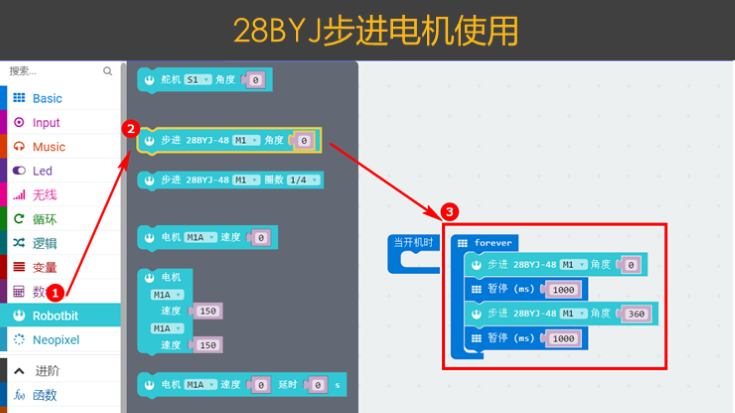 28BYJ步进电机使用
搜索...
Basic
Input
Music
Led
无线
循环
逻辑
变量
数
1
Robotbit
Neopixel
进阶
函数
舵机 S1 角度 0
2
步进 28BYJ-48 M1 角度 0
步进 28BYJ-48 M1 圈数 1/4
电机 M1A 速度 0
电机
M1A
速度 150
M1A
速度 150
电机 M1A 速度 0 延时 0 s
3
当开机时
forever
步进 28BYJ-48 M1 角度 0
暂停 (ms) 1000
步进 28BYJ-48 M1 角度 360
暂停 (ms) 1000